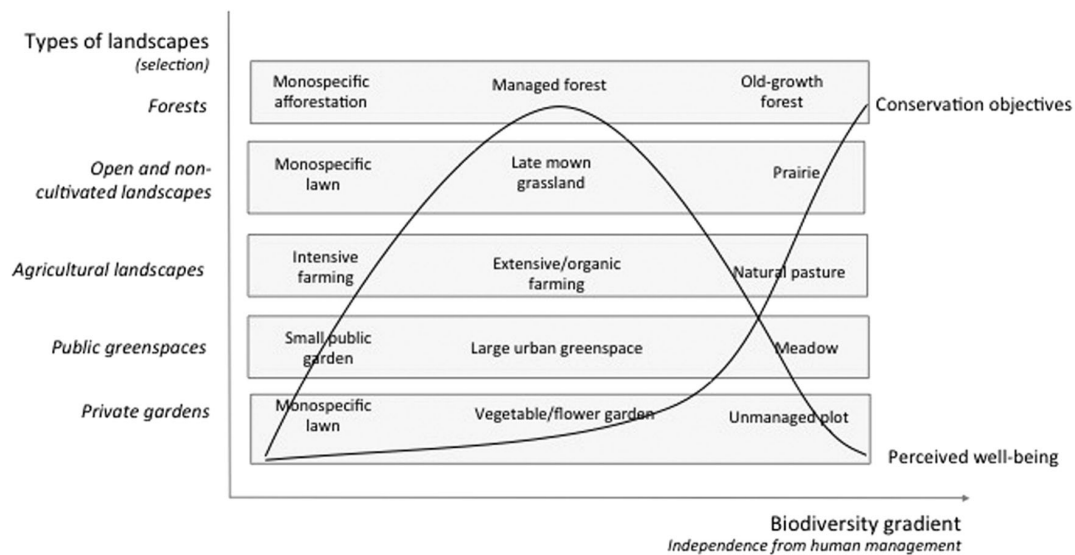 Types of landscapes
(selection)
Forests
Monospecific
afforestation
Managed forest
Old-growth
forest
Conservation objectives
Open and non-
cultivated landscapes
Monospecific
lawn
Late mown
grassland
Prairie
Agricultural landscapes
Intensive
farming
Extensive/organic
farming
Natural pasture
Public greenspaces
Small public
garden
Large urban greenspace
Meadow
Private gardens
Monospecific
lawn
Vegetable/flower garden
Unmanaged plot
Perceived well-being
Biodiversity gradient
Independence from human management